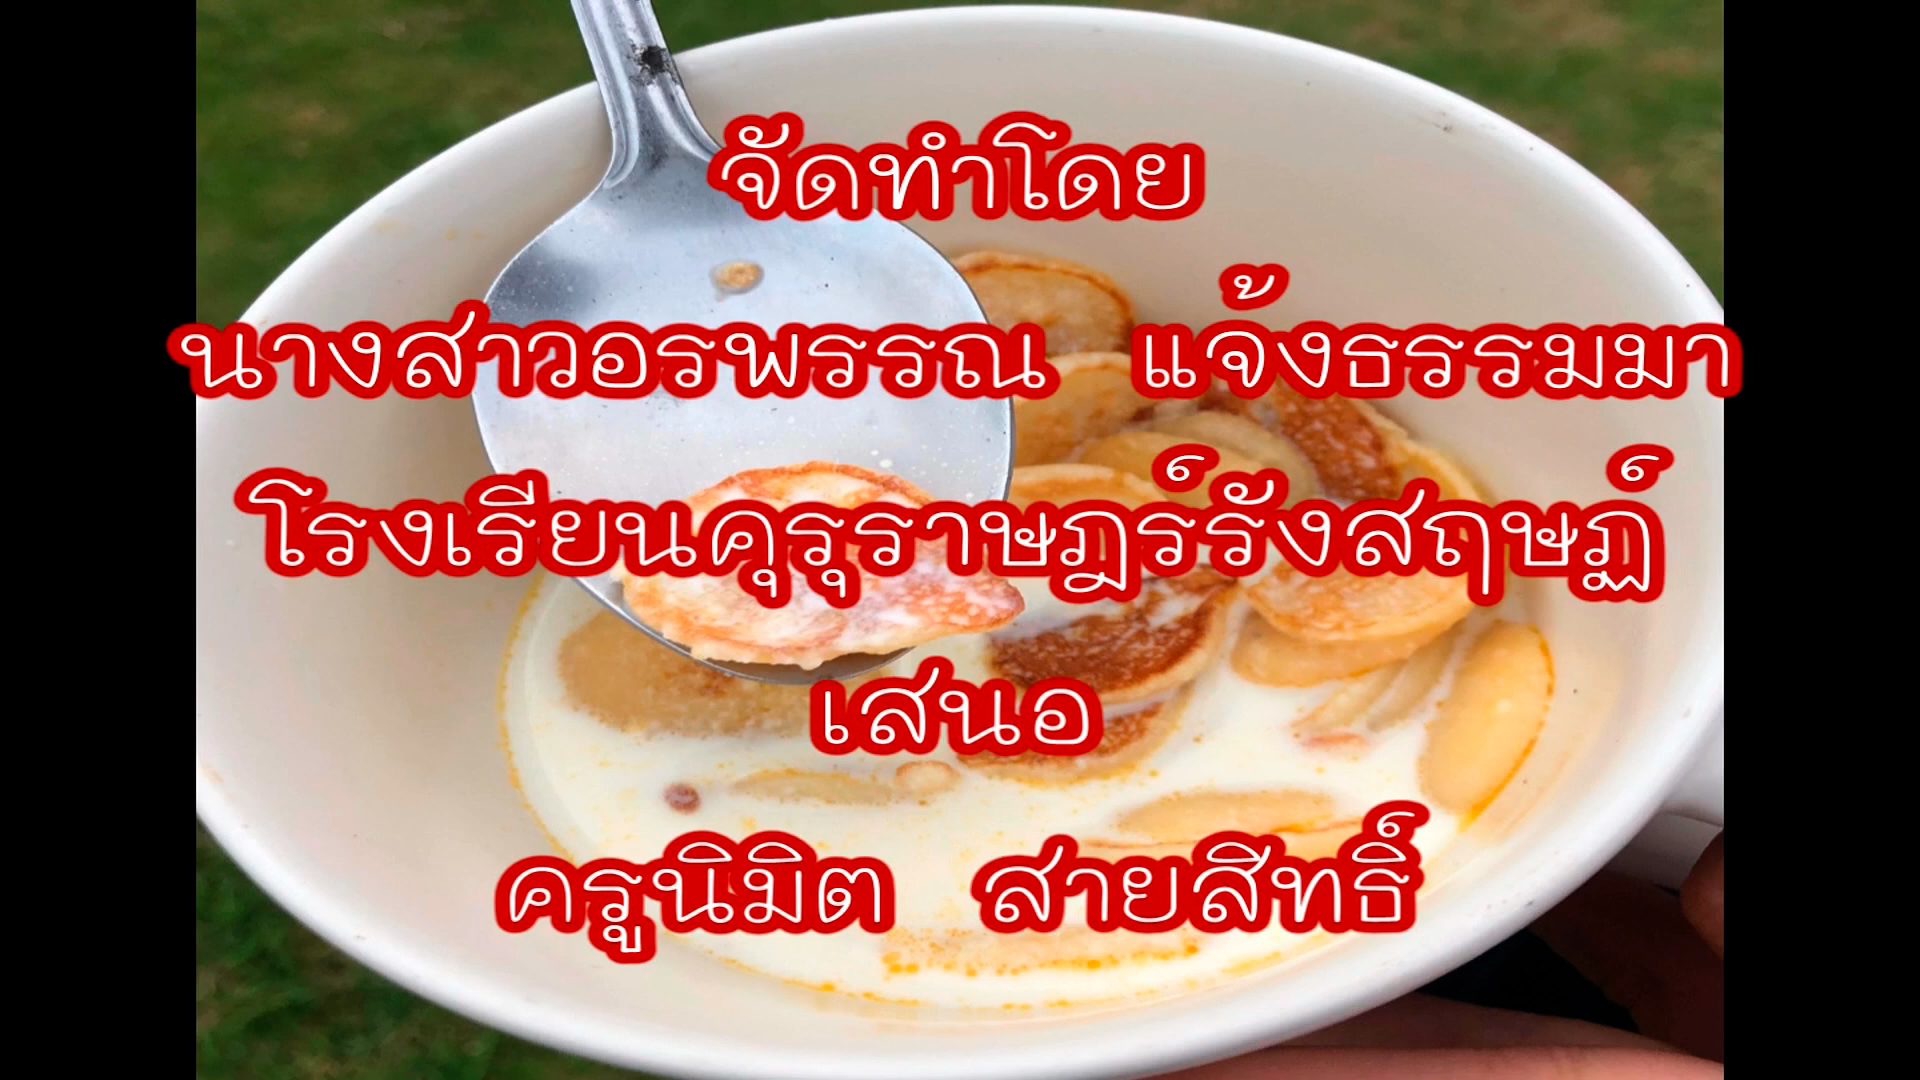 จัดทำโดย
นางสาวอรพรรณ แจ้งธรรมมา
โรงเรียนคุรุราษฎร์รังสฤษฏ์
เสนอ
ครูนิมิต สายสิทธิ์